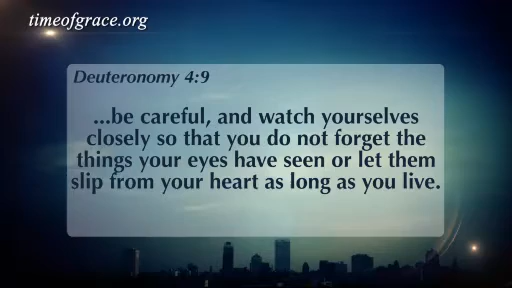 timeofgrace.org
Deuteronomy 4:9
...be careful, and watch yourselves
closely so that you do not forget the
things your eyes have seen or let them
slip from your heart as long as you live.